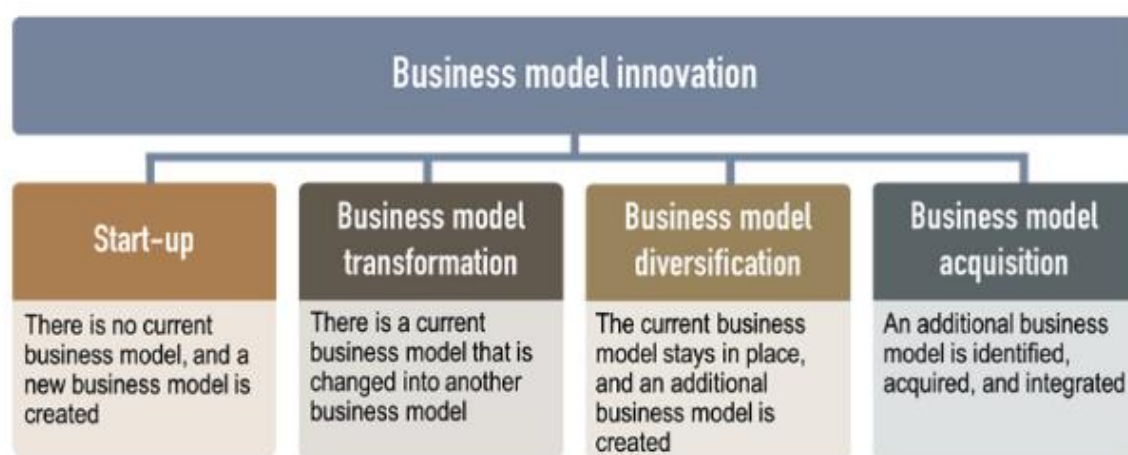 Business model innovation
Start-up
There is no current
business model, and a
new business model is
created
Business model
transformation
There is a current
business model that is
changed into another
business model
Business model
diversification
The current business
model stays in place,
and an additional
business model is
created
Business model
acquisition
An additional business
model is identified,
acquired, and integrated